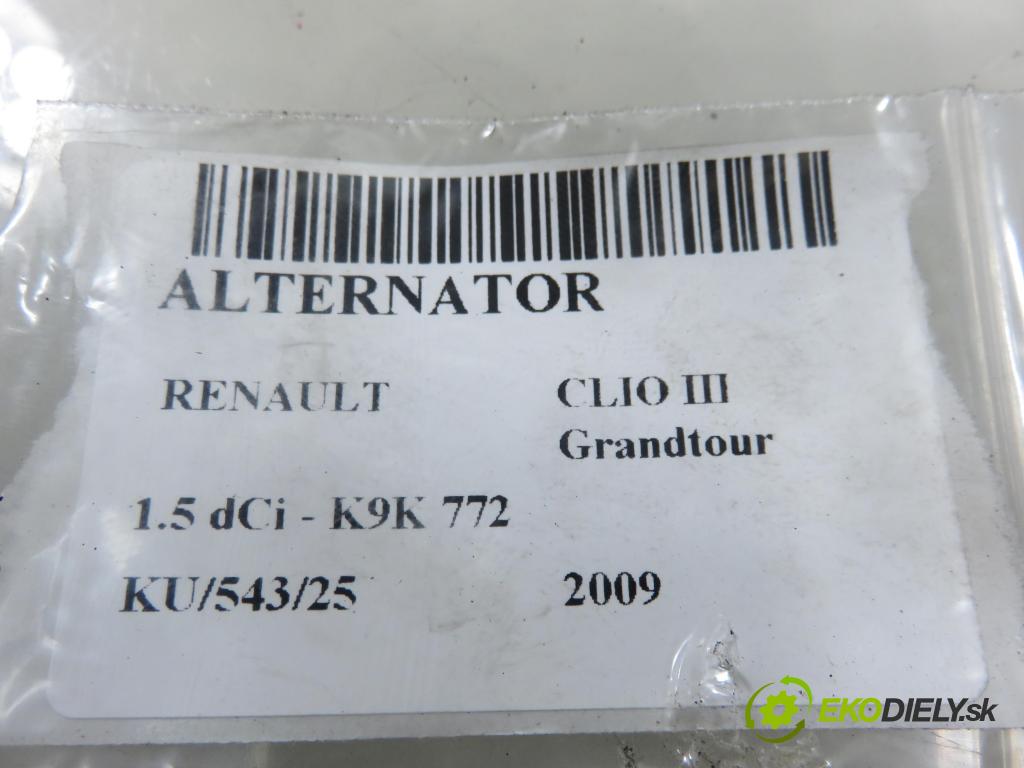 ALTERNATOR
RENAULT CLIO III
Grandtour
1.5 dCi - K9K 772
KU/543/25 2009
EKODIELY.sk